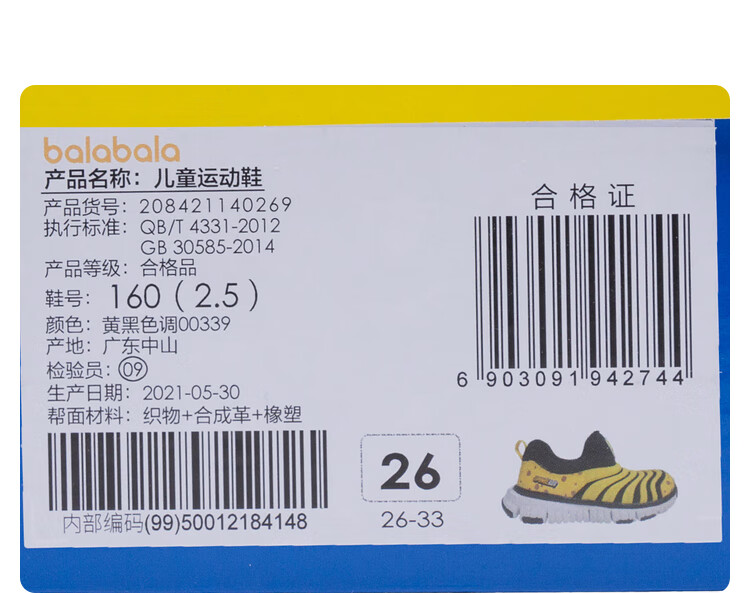 balabala
产品名称：儿童运动鞋
产品货号：208421140269
执行标准：QB/T 4331-2012
GB 30585-2014
产品等级：合格品
鞋号：160（2.5）
颜色：黄黑色调00339
产地：广东中山
检验员：09
生产日期：2021-05-30
帮面材料：织物+合成革+橡塑
内部编码(99)50012184148
合格证
6 903091 942744
26
26-33